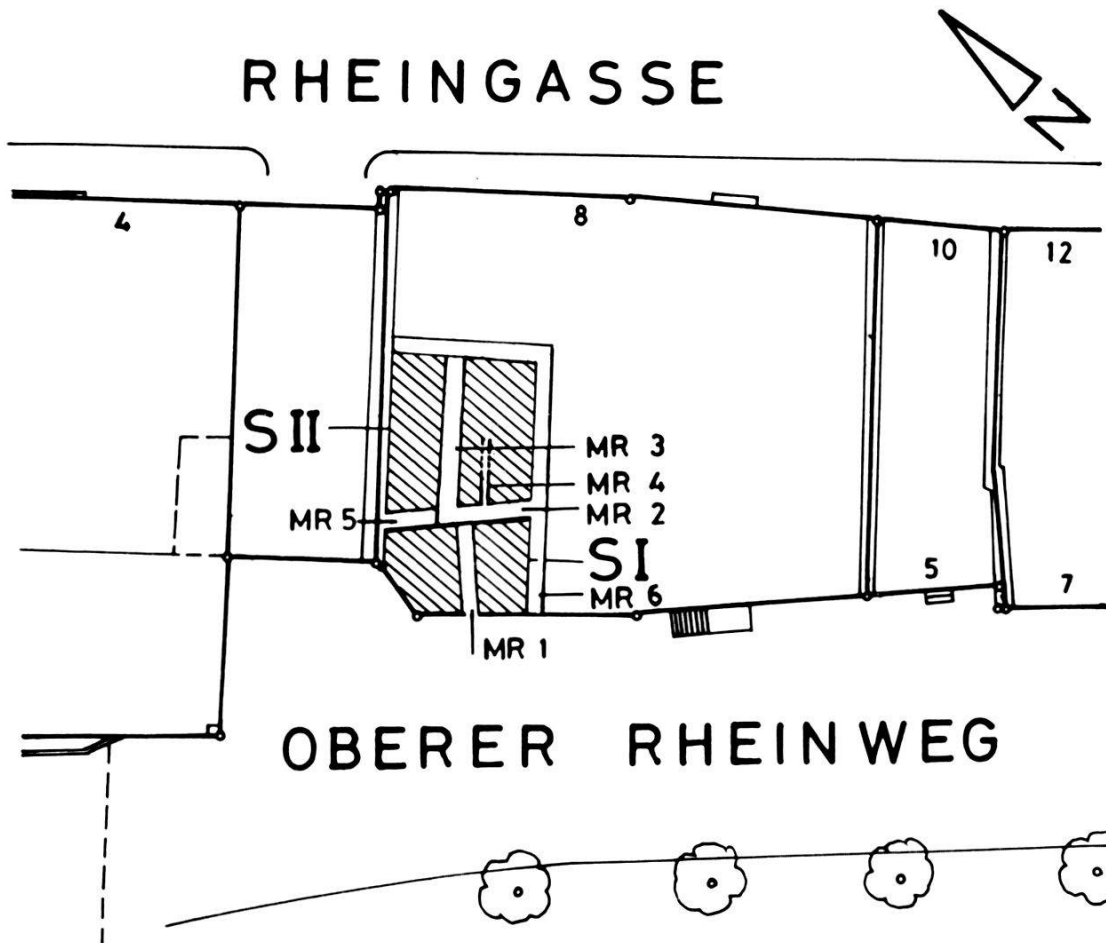 RHEINGASSE
N
4
8
10
12
S II
MR 3
MR 4
MR 5
MR 2
S I
MR 6
5
7
MR 1
OBERER RHEINWEG